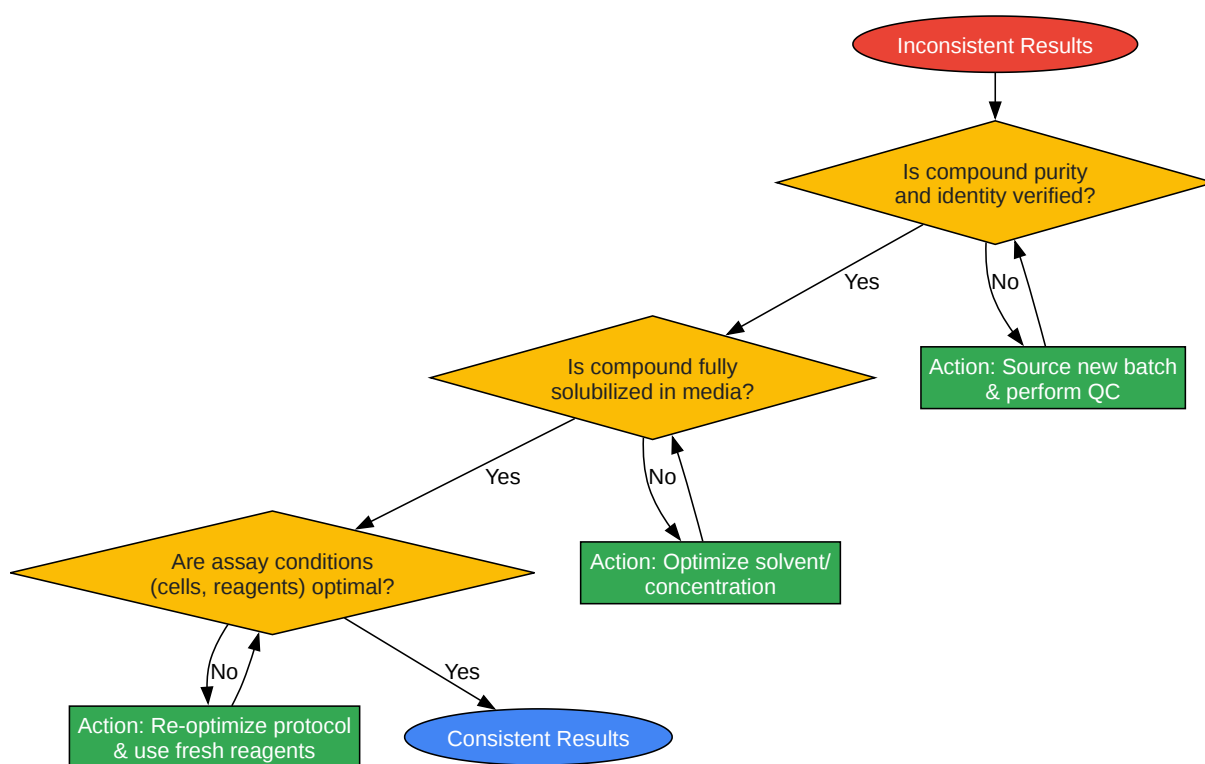 Inconsistent Results
Is compound purity
and identity verified?
Yes
No
Action: Source new batch
& perform QC
Is compound fully
solubilized in media?
Yes
No
Action: Optimize solvent/
concentration
Are assay conditions
(cells, reagents) optimal?
No
Yes
Action: Re-optimize protocol
& use fresh reagents
Consistent Results